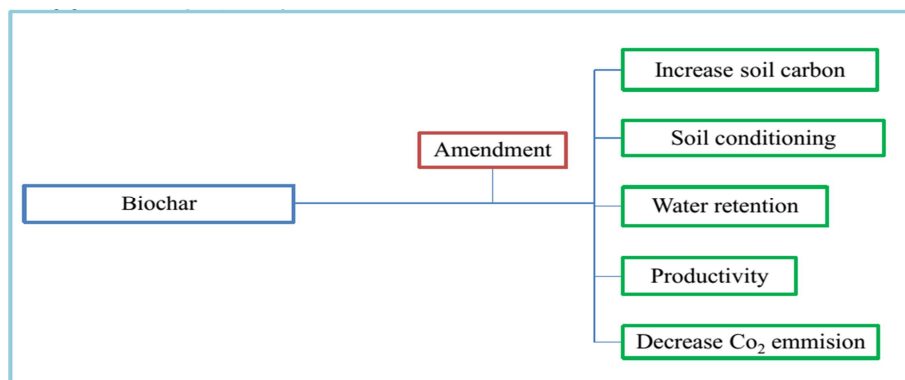 Increase soil carbon
Soil conditioning
Amendment
Biochar
Water retention
Productivity
Decrease Co₂ emmision